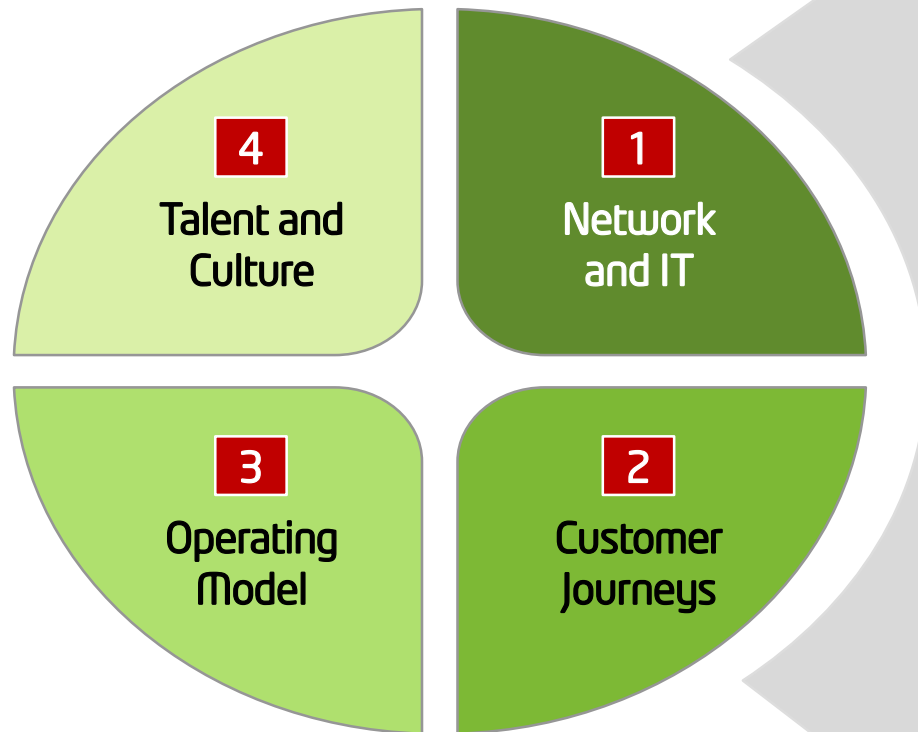 4
Talent and
Culture
1
Network
and IT
3
Operating
Model
2
Customer
Journeys